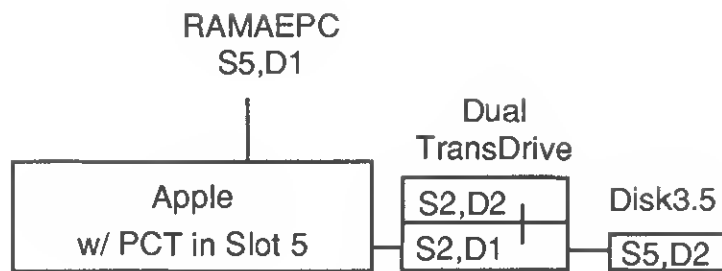 RAMAEPC
S5,D1
Dual
TransDrive
Apple
w/ PCT in Slot 5
S2,D2
S2,D1
Disk3.5
S5,D2